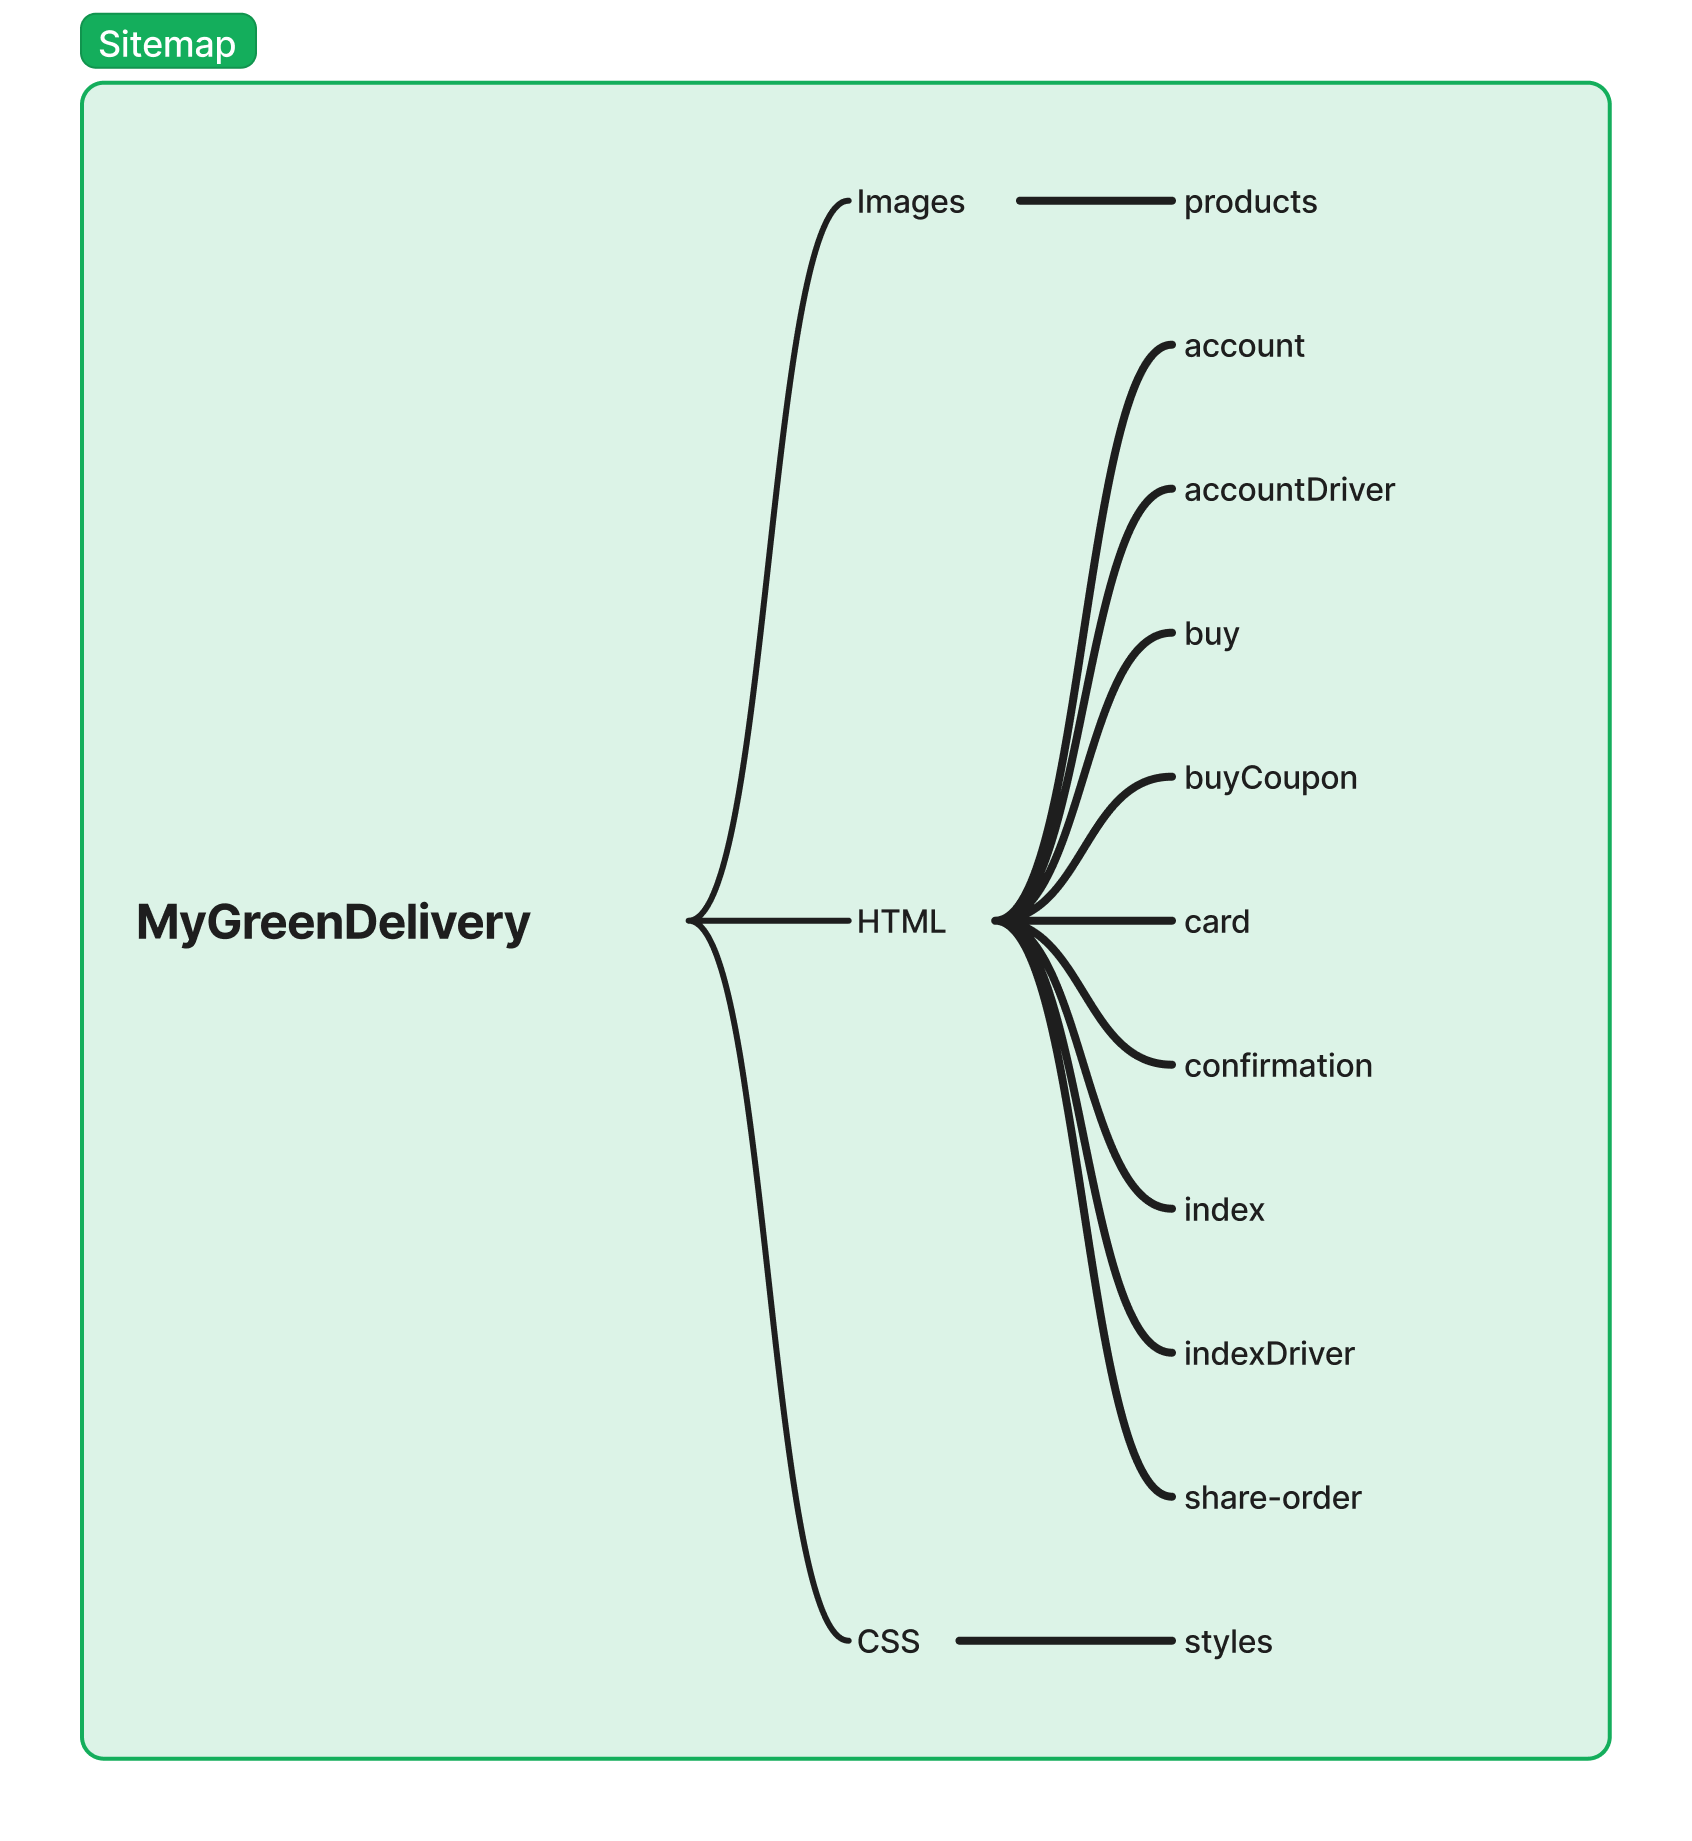 Sitemap
Images
products
account
accountDriver
buy
buyCoupon
MyGreenDelivery
HTML
card
confirmation
index
indexDriver
share-order
CSS
styles